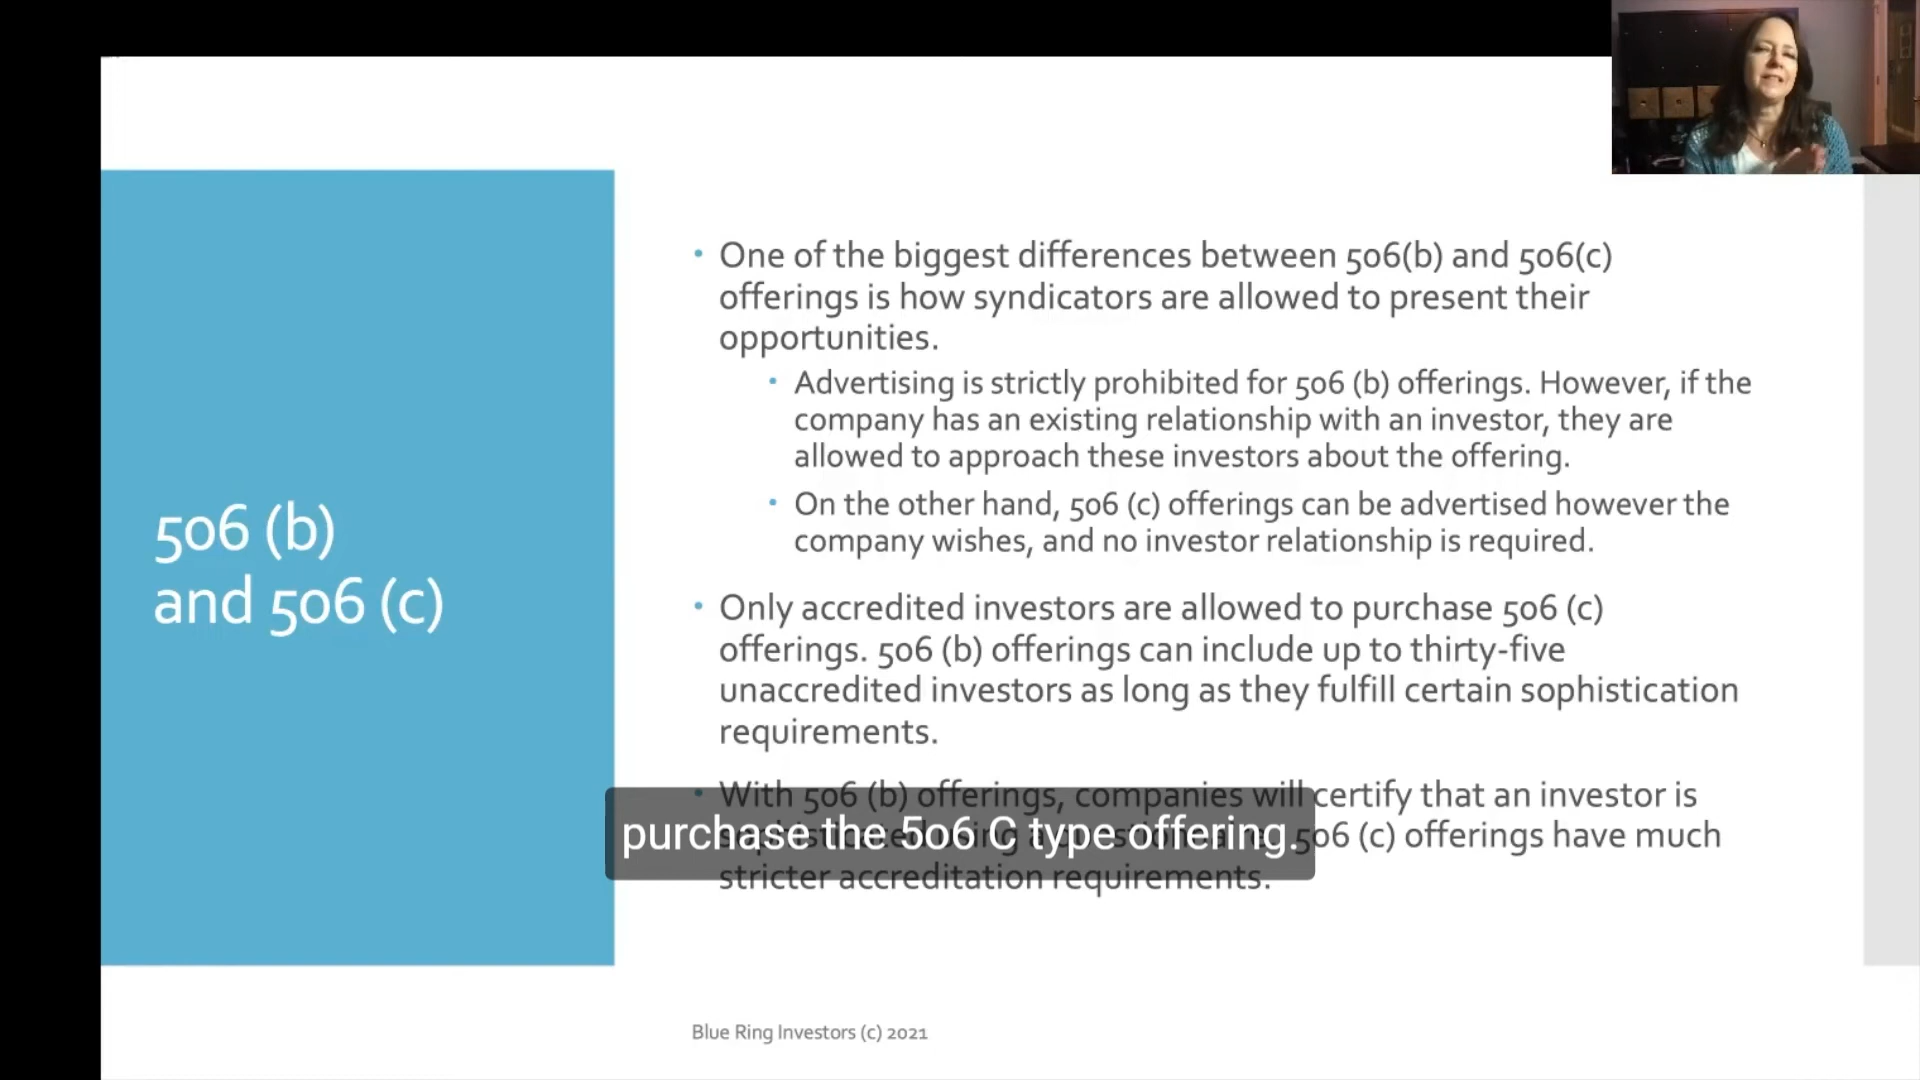 506 (b)
and 506 (c)
• One of the biggest differences between 506(b) and 506(c)
offerings is how syndicators are allowed to present their
opportunities.
• Advertising is strictly prohibited for 506 (b) offerings. However, if the
company has an existing relationship with an investor, they are
allowed to approach these investors about the offering.
• On the other hand, 506 (c) offerings can be advertised however the
company wishes, and no investor relationship is required.
• Only accredited investors are allowed to purchase 506 (c)
offerings. 506 (b) offerings can include up to thirty-five
unaccredited investors as long as they fulfill certain sophistication
requirements.
• With 506 (b) offerings, companies will certify that an investor is
506 (c) offerings have much
stricter accreditation requirements.
purchase the 506 C type offering.
Blue Ring Investors (c) 2021